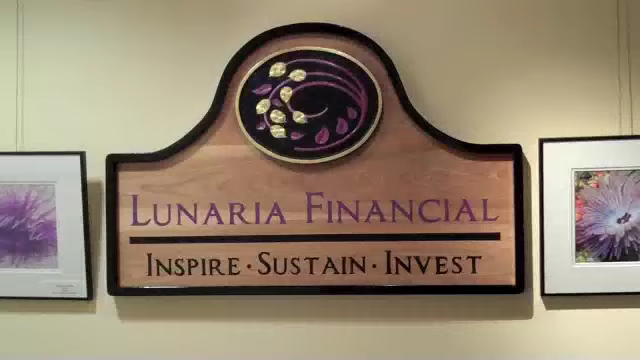 LUNARIA FINANCIAL
INSPIRE · SUSTAIN · INVEST